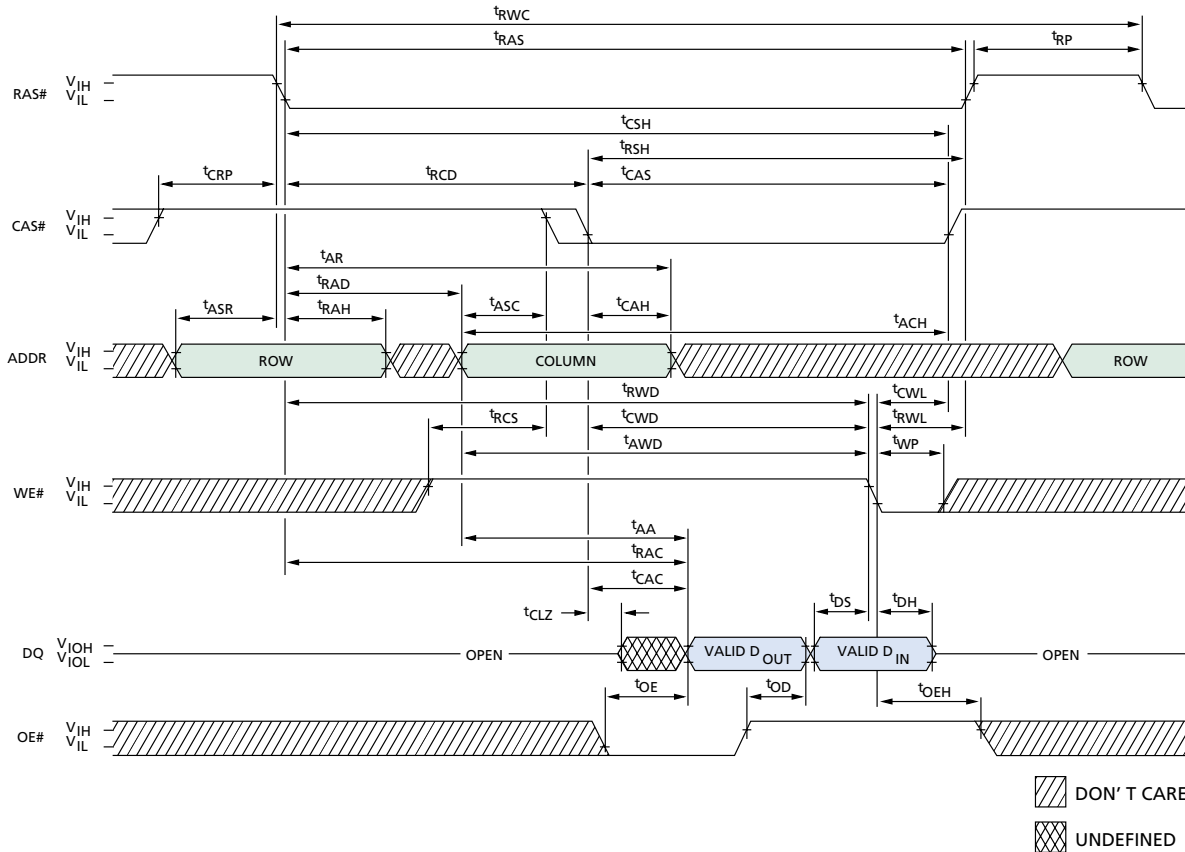 tRWC
tRAS
tRP
RAS#
VIH
VIL
tCSH
tRSH
tCRP
tRCD
tCAS
CAS#
VIH
VIL
tAR
tRAD
tASR
tRAH
tASC
tCAH
tACH
ADDR
VIH
VIL
ROW
COLUMN
ROW
tRWD
tCWL
tRCS
tCWD
tRWL
tAWD
tWP
WE#
VIH
VIL
tAA
tRAC
tCAC
tCLZ
tDS
tDH
DQ
VIOH
VIOL
OPEN
VALID DOUT
VALID DIN
OPEN
tOE
tOD
tOEH
OE#
VIH
VIL
DON' T CARE
UNDEFINED